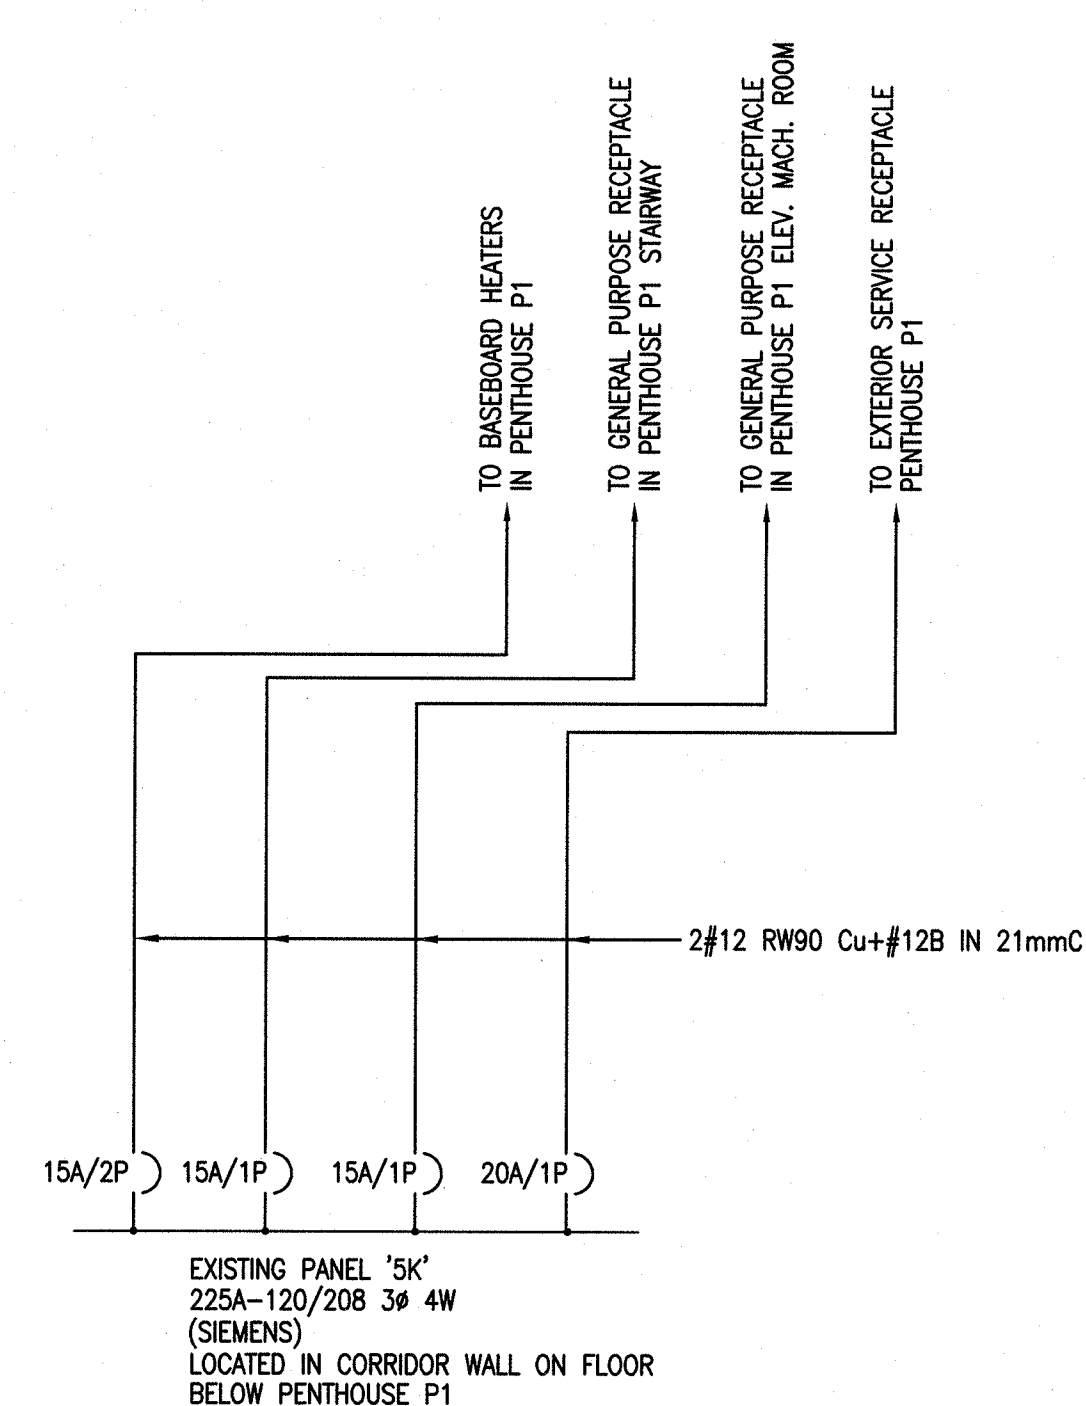 TO BASEBOARD HEATERS
IN PENTHOUSE P1
TO GENERAL PURPOSE RECEPTACLE
IN PENTHOUSE P1 STAIRWAY
TO GENERAL PURPOSE RECEPTACLE
IN PENTHOUSE P1 ELEV. MACH. ROOM
TO EXTERIOR SERVICE RECEPTACLE
PENTHOUSE P1
2#12 RW90 Cu+#12B IN 21mmC
15A/2P
15A/1P
15A/1P
20A/1P
EXISTING PANEL '5K'
225A-120/208 3ø 4W
(SIEMENS)
LOCATED IN CORRIDOR WALL ON FLOOR
BELOW PENTHOUSE P1